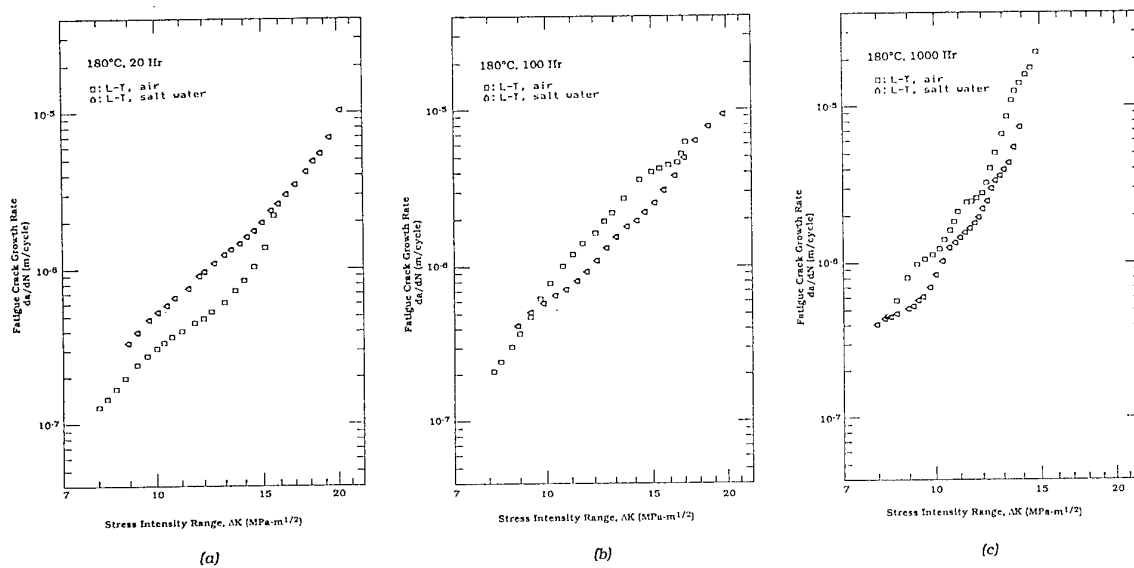 180°C, 20 Hr
□: L-T, air
△: L-T, salt water
10-5
10-6
10-7
Fatigue Crack Growth Rate
da/dN (m/cycle)
7
10
15
20
Stress Intensity Range, ΔK (MPa-m1/2)
(a)
180°C, 100 Hr
□: L-T, air
△: L-T, salt water
10-5
10-6
10-7
Fatigue Crack Growth Rate
da/dN (m/cycle)
7
10
15
20
Stress Intensity Range, ΔK (MPa-m1/2)
(b)
180°C, 1000 Hr
□: L-T, air
△: L-T, salt water
10-5
10-6
10-7
Fatigue Crack Growth Rate
da/dN (m/cycle)
7
10
15
20
Stress Intensity Range, ΔK (MPa-m1/2)
(c)